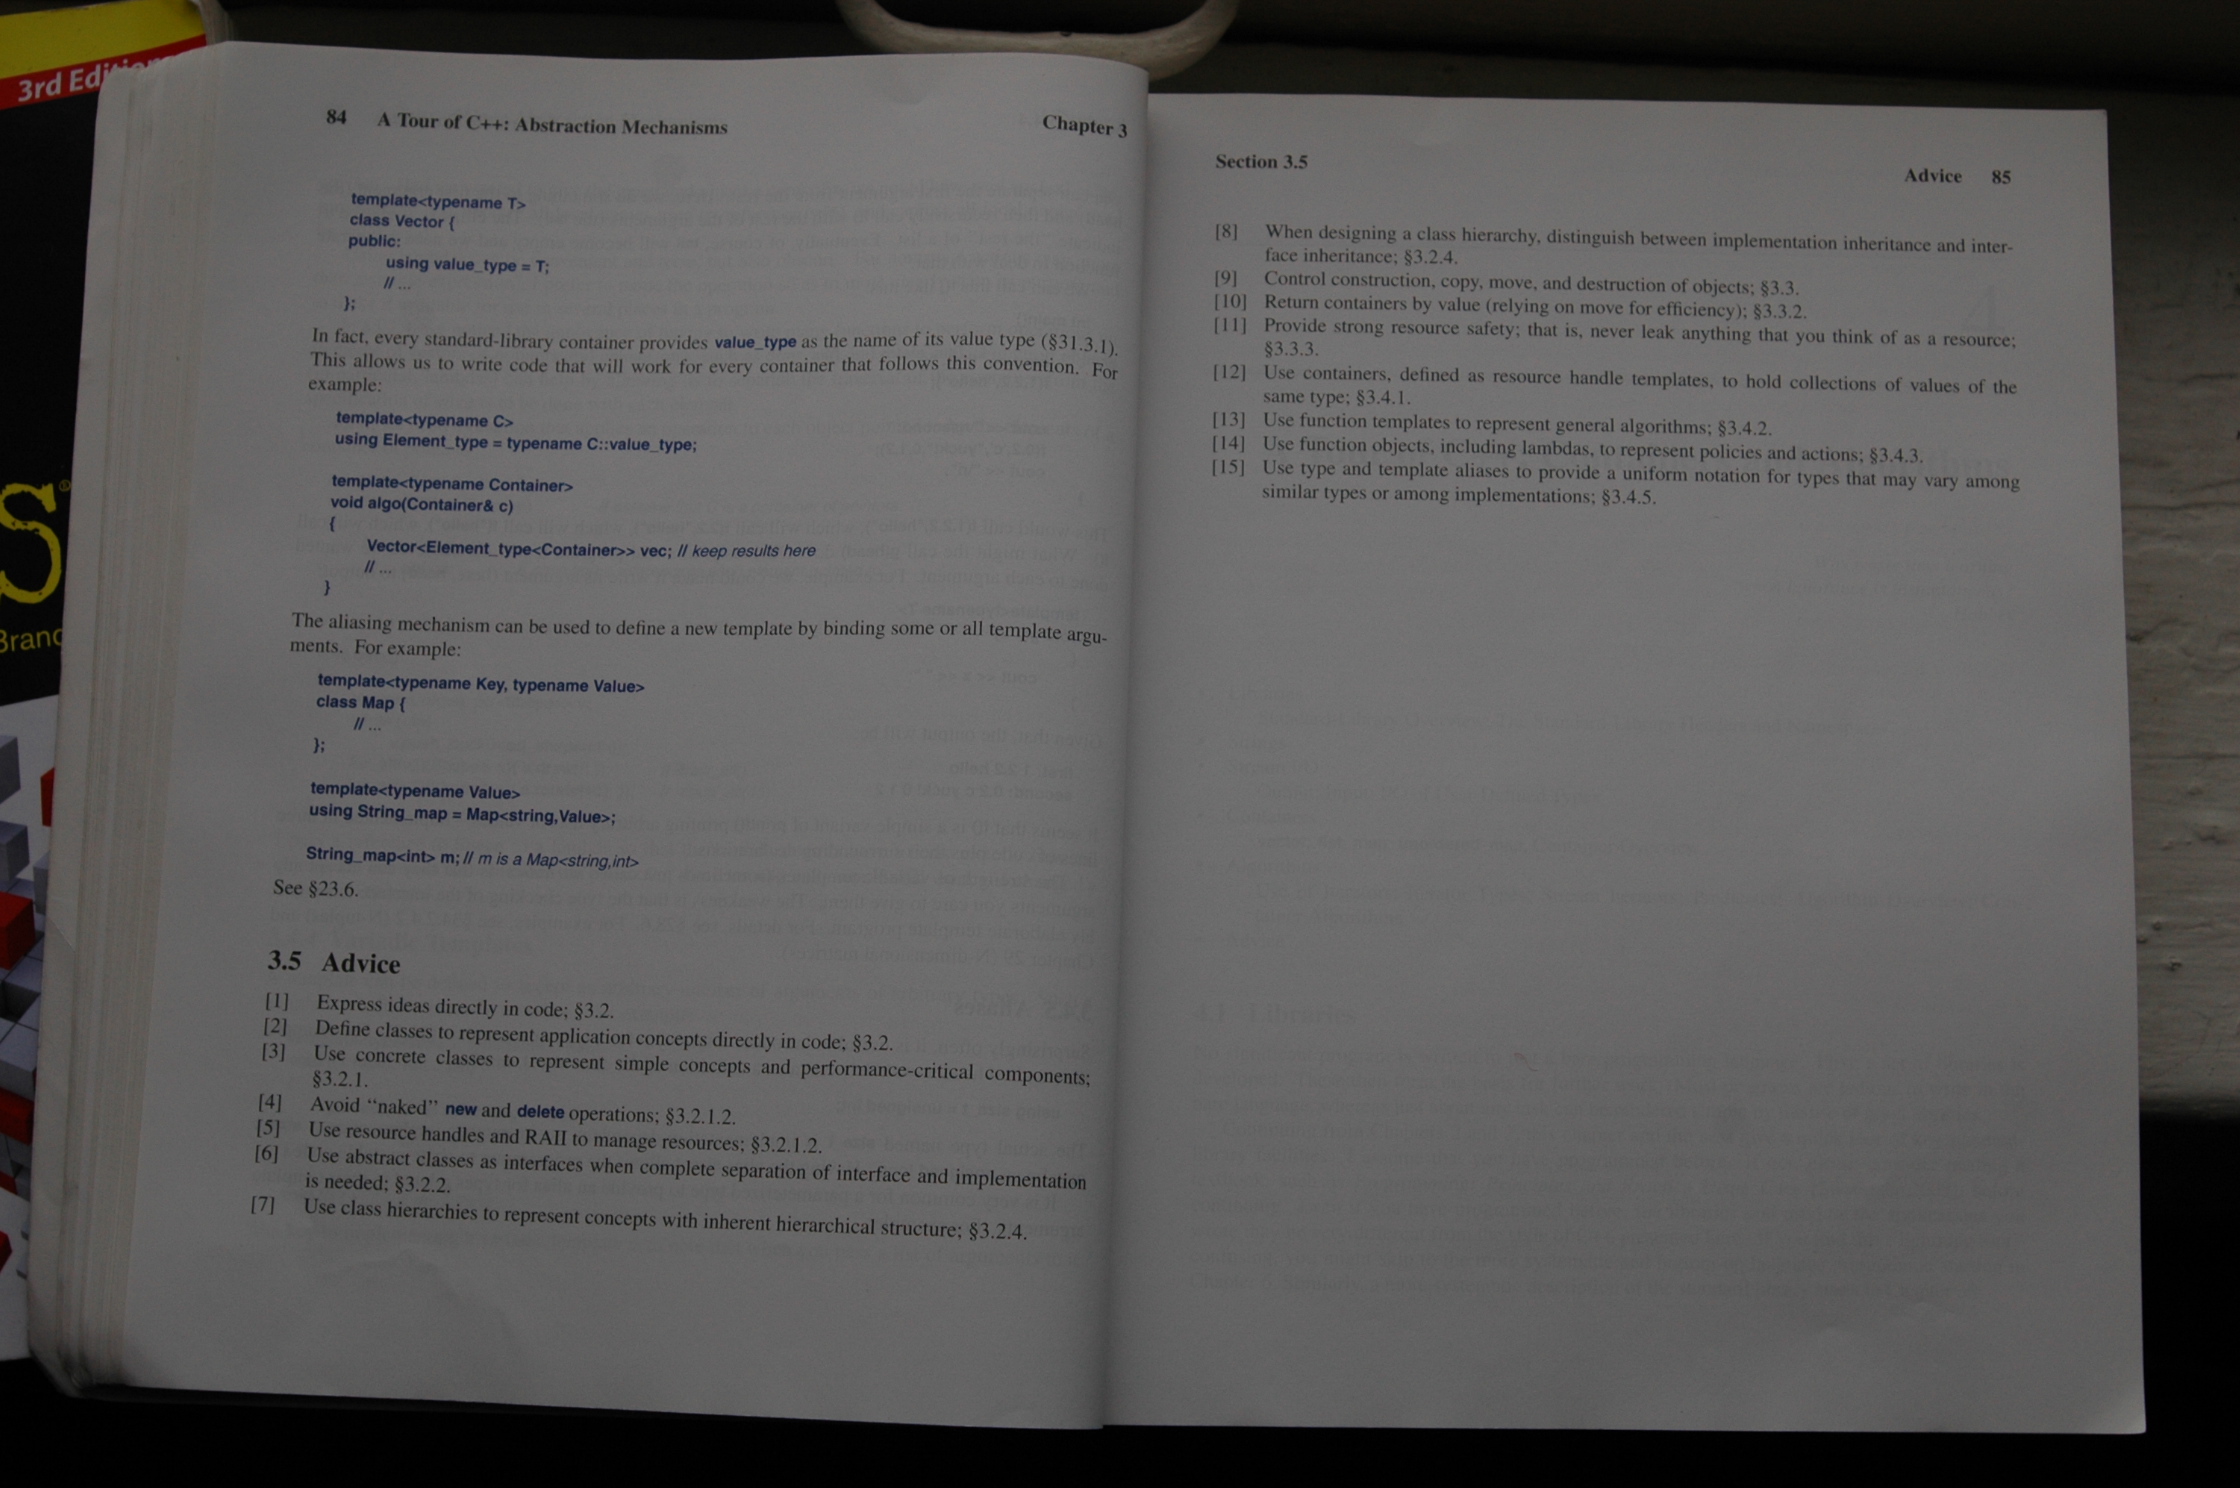 3rd Edition
S®
Branc
84 A Tour of C++: Abstraction Mechanisms Chapter 3
template<typename T>
class Vector {
public:
using value_type = T;
// ...
};
In fact, every standard-library container provides value_type as the name of its value type (§31.3.1).
This allows us to write code that will work for every container that follows this convention. For
example:
template<typename C>
using Element_type = typename C::value_type;
template<typename Container>
void algo(Container& c)
{
Vector<Element_type<Container>> vec; // keep results here
// ...
}
The aliasing mechanism can be used to define a new template by binding some or all template argu-
ments. For example:
template<typename Key, typename Value>
class Map {
// ...
};
template<typename Value>
using String_map = Map<string,Value>;
String_map<int> m; // m is a Map<string,int>
See §23.6.
3.5 Advice
[1] Express ideas directly in code; §3.2.
[2] Define classes to represent application concepts directly in code; §3.2.
[3] Use concrete classes to represent simple concepts and performance-critical components;
§3.2.1.
[4] Avoid “naked” new and delete operations; §3.2.1.2.
[5] Use resource handles and RAII to manage resources; §3.2.1.2.
[6] Use abstract classes as interfaces when complete separation of interface and implementation
is needed; §3.2.2.
[7] Use class hierarchies to represent concepts with inherent hierarchical structure; §3.2.4.
Section 3.5 Advice 85
[8] When designing a class hierarchy, distinguish between implementation inheritance and inter-
face inheritance; §3.2.4.
[9] Control construction, copy, move, and destruction of objects; §3.3.
[10] Return containers by value (relying on move for efficiency); §3.3.2.
[11] Provide strong resource safety; that is, never leak anything that you think of as a resource;
§3.3.3.
[12] Use containers, defined as resource handle templates, to hold collections of values of the
same type; §3.4.1.
[13] Use function templates to represent general algorithms; §3.4.2.
[14] Use function objects, including lambdas, to represent policies and actions; §3.4.3.
[15] Use type and template aliases to provide a uniform notation for types that may vary among
similar types or among implementations; §3.4.5.